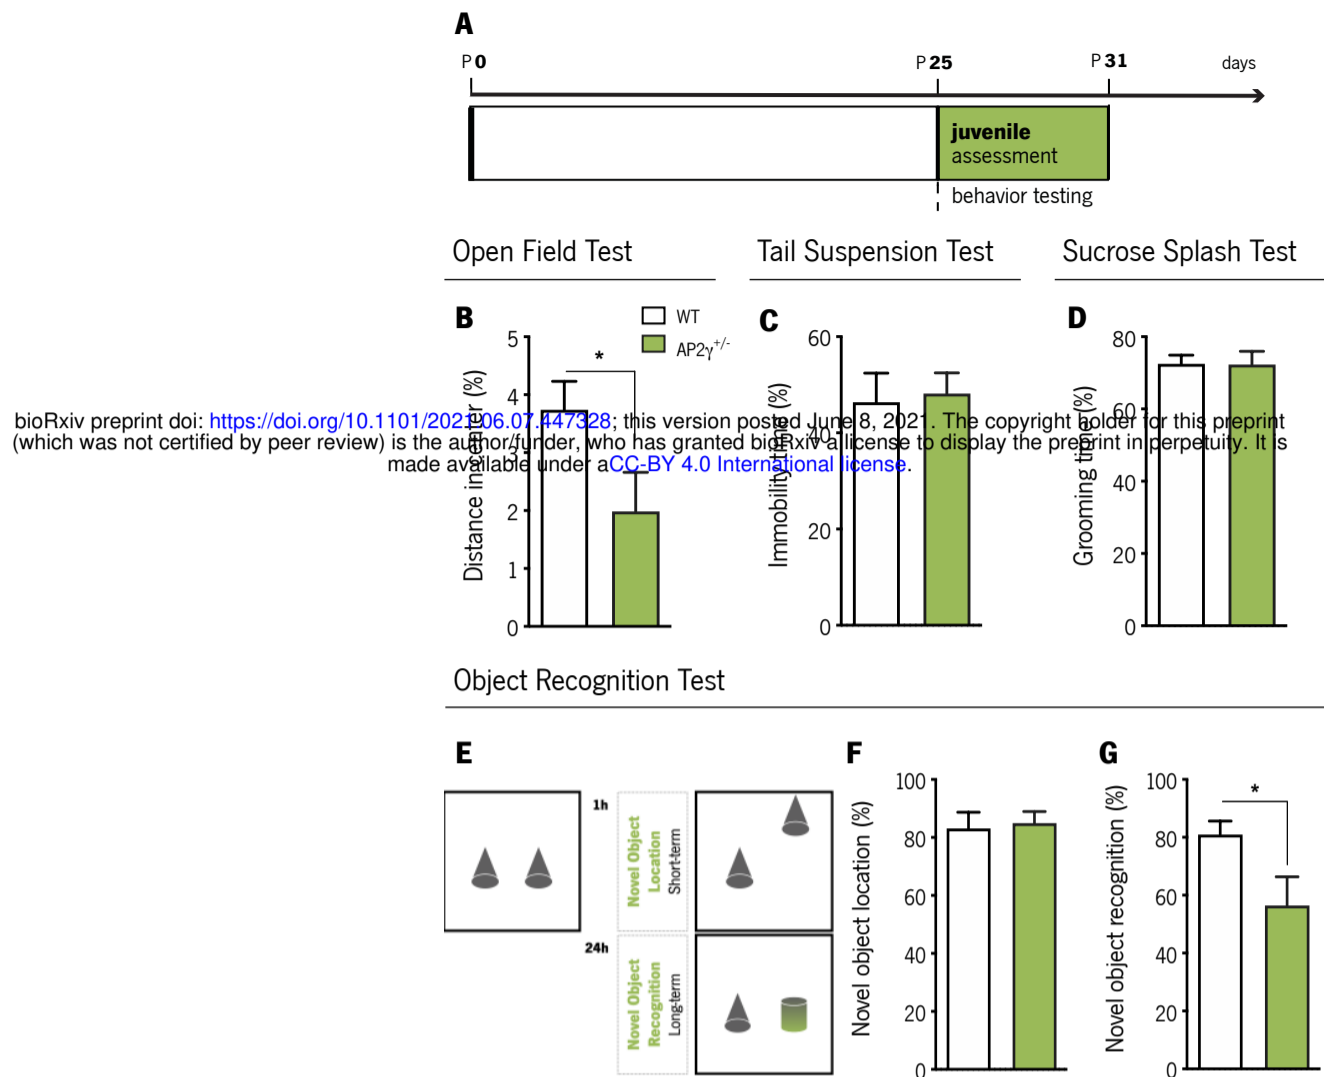 A
P 0 P 25 P 31 days
juvenile
assessment
behavior testing
Open Field Test Tail Suspension Test Sucrose Splash Test
B
WT
AP2γ+/-
*
Distance in center (%)
5
4
3
2
1
0
C
Immobility time (%)
60
40
20
0
D
Grooming time (%)
80
60
40
20
0
bioRxiv preprint doi: https://doi.org/10.1101/2021.06.07.447328; this version posted June 8, 2021. The copyright holder for this preprint
(which was not certified by peer review) is the author/funder, who has granted bioRxiv a license to display the preprint in perpetuity. It is
made available under aCC-BY 4.0 International license.
Object Recognition Test
E
1h
Novel Object
Location
Short-term
24h
Novel Object
Recognition
Long-term
F
Novel object location (%)
100
80
60
40
20
0
G
*
Novel object recognition (%)
100
80
60
40
20
0